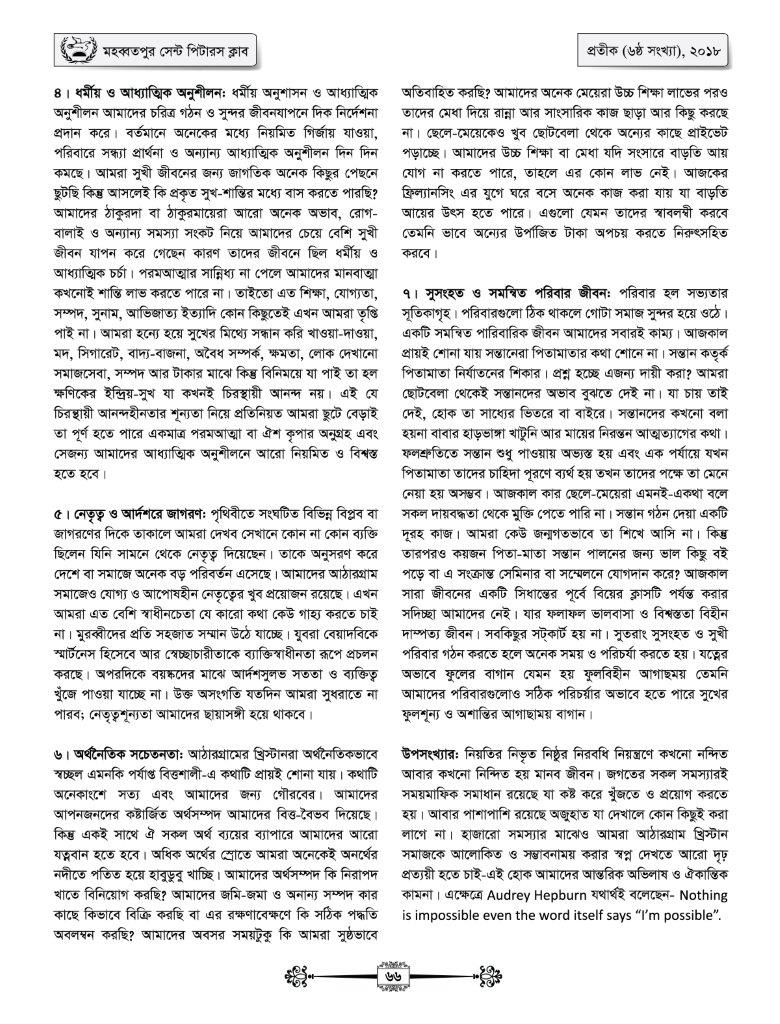 মহব্বতপুর সেন্ট পিটারস ক্লাব
প্রতীক (৬ষ্ঠ সংখ্যা), ২০১৮
৪। ধর্মীয় ও আধ্যাত্মিক অনুশীলন: ধর্মীয় অনুশাসন ও আধ্যাত্মিক
অনুশীলন আমাদের চরিত্র গঠন ও সুন্দর জীবনযাপনে দিক নির্দেশনা
প্রদান করে। বর্তমানে অনেকের মধ্যে নিয়মিত গির্জায় যাওয়া,
পরিবারে সন্ধ্যা প্রার্থনা ও অন্যান্য আধ্যাত্মিক অনুশীলন দিন দিন
কমছে। আমরা সুখী জীবনের জন্য জাগতিক অনেক কিছুর পেছনে
ছুটছি কিন্তু আসলেই কি প্রকৃত সুখ-শান্তির মধ্যে বাস করতে পারছি?
আমাদের ঠাকুরদা বা ঠাকুরমায়েরা আরো অনেক অভাব, রোগ-
বালাই ও অন্যান্য সমস্যা সংকট নিয়ে আমাদের চেয়ে বেশি সুখী
জীবন যাপন করে গেছেন কারণ তাদের জীবনে ছিল ধর্মীয় ও
আধ্যাত্মিক চর্চা। পরমআত্মার সান্নিধ্য না পেলে আমাদের মানবাত্মা
কখনোই শান্তি লাভ করতে পারে না। তাইতো এত শিক্ষা, যোগ্যতা,
সম্পদ, সুনাম, আভিজাত্য ইত্যাদি কোন কিছুতেই এখন আমরা তৃপ্তি
পাই না। আমরা হন্যে হয়ে সুখের মিথ্যে সন্ধান করি খাওয়া-দাওয়া,
মদ, সিগারেট, বাদ্য-বাজনা, অবৈধ সম্পর্ক, ক্ষমতা, লোক দেখানো
সমাজসেবা, সম্পদ আর টাকার মাঝে কিন্তু বিনিময়ে যা পাই তা হল
ক্ষণিকের ইন্দ্রিয়-সুখ যা কখনই চিরস্থায়ী আনন্দ নয়। এই যে
চিরস্থায়ী আনন্দহীনতার শূন্যতা নিয়ে প্রতিনিয়ত আমরা ছুটে বেড়াই
তা পূর্ণ হতে পারে একমাত্র পরমআত্মা বা ঐশ কৃপার অনুগ্রহ এবং
সেজন্য আমাদের আধ্যাত্মিক অনুশীলনে আরো নিয়মিত ও বিশ্বস্ত
হতে হবে।
৫। নেতৃত্ব ও আর্দশরে জাগরণ: পৃথিবীতে সংঘটিত বিভিন্ন বিপ্লব বা
জাগরণের দিকে তাকালে আমরা দেখব সেখানে কোন না কোন ব্যক্তি
ছিলেন যিনি সামনে থেকে নেতৃত্ব দিয়েছেন। তাকে অনুসরণ করে
দেশে বা সমাজে অনেক বড় পরিবর্তন এসেছে। আমাদের আঠারগ্রাম
সমাজেও যোগ্য ও আপোষহীন নেতৃত্বের খুব প্রয়োজন রয়েছে। এখন
আমরা এত বেশি স্বাধীনচেতা যে কারো কথা কেউ গাহ্য করতে চাই
না। মুরব্বীদের প্রতি সহজাত সম্মান উঠে যাচ্ছে। যুবরা বেয়াদবিকে
স্মার্টনেস হিসেবে আর স্বেচ্ছাচারীতাকে ব্যাক্তিস্বাধীনতা রূপে প্রচলন
করছে। অপরদিকে বয়ষ্কদের মাঝে আর্দশসুলভ সততা ও ব্যক্তিত্ব
খুঁজে পাওয়া যাচ্ছে না। উক্ত অসংগতি যতদিন আমরা সুধরাতে না
পারব; নেতৃত্বশূন্যতা আমাদের ছায়াসঙ্গী হয়ে থাকবে।
৬। অর্থনৈতিক সচেতনতা: আঠারগ্রামের খ্রিস্টানরা অর্থনৈতিকভাবে
স্বচ্ছল এমনকি পর্যাপ্ত বিত্তশালী-এ কথাটি প্রায়ই শোনা যায়। কথাটি
অনেকাংশে সত্য এবং আমাদের জন্য গৌরবের। আমাদের
আপনজনদের কষ্টার্জিত অর্থসম্পদ আমাদের বিত্ত-বৈভব দিয়েছে।
কিন্তু একই সাথে ঐ সকল অর্থ ব্যয়ের ব্যাপারে আমাদের আরো
যত্নবান হতে হবে। অধিক অর্থের স্রোতে আমরা অনেকেই অনর্থের
নদীতে পতিত হয়ে হাবুডুবু খাচ্ছি। আমাদের অর্থসম্পদ কি নিরাপদ
খাতে বিনিয়োগ করছি? আমাদের জমি-জমা ও অনান্য সম্পদ কার
কাছে কিভাবে বিক্রি করছি বা এর রক্ষণাবেক্ষণে কি সঠিক পদ্ধতি
অবলম্বন করছি? আমাদের অবসর সময়টুকু কি আমরা সুষ্ঠভাবে
অতিবাহিত করছি? আমাদের অনেক মেয়েরা উচ্চ শিক্ষা লাভের পরও
তাদের মেধা দিয়ে রান্না আর সাংসারিক কাজ ছাড়া আর কিছু করছে
না। ছেলে-মেয়েকেও খুব ছোটবেলা থেকে অন্যের কাছে প্রাইভেট
পড়াচ্ছে। আমাদের উচ্চ শিক্ষা বা মেধা যদি সংসারে বাড়তি আয়
যোগ না করতে পারে, তাহলে এর কোন লাভ নেই। আজকের
ফ্রিল্যানসিং এর যুগে ঘরে বসে অনেক কাজ করা যায় যা বাড়তি
আয়ের উৎস হতে পারে। এগুলো যেমন তাদের স্বাবলম্বী করবে
তেমনি ভাবে অন্যের উর্পাজিত টাকা অপচয় করতে নিরুৎসহিত
করবে।
৭। সুসংহত ও সমন্বিত পরিবার জীবন: পরিবার হল সভ্যতার
সূতিকাগৃহ। পরিবারগুলো ঠিক থাকলে গোটা সমাজ সুন্দর হয়ে ওঠে।
একটি সমন্বিত পারিবারিক জীবন আমাদের সবারই কাম্য। আজকাল
প্রায়ই শোনা যায় সন্তানেরা পিতামাতার কথা শোনে না। সন্তান কতৃর্ক
পিতামাতা নির্যাতনের শিকার। প্রশ্ন হচ্ছে এজন্য দায়ী করা? আমরা
ছোটবেলা থেকেই সন্তানদের অভাব বুঝতে দেই না। যা চায় তাই
দেই, হোক তা সাধ্যের ভিতরে বা বাইরে। সন্তানদের কখনো বলা
হয়না বাবার হাড়ভাঙ্গা খাটুনি আর মায়ের নিরন্তন আত্মত্যাগের কথা।
ফলশ্রুতিতে সন্তান শুধু পাওয়ায় অভ্যস্ত হয় এবং এক পর্যায়ে যখন
পিতামাতা তাদের চাহিদা পূরণে ব্যর্থ হয় তখন তাদের পক্ষে তা মেনে
নেয়া হয় অসম্ভব। আজকাল কার ছেলে-মেয়েরা এমনই-একথা বলে
সকল দায়বদ্ধতা থেকে মুক্তি পেতে পারি না। সন্তান গঠন দেয়া একটি
দূরহ কাজ। আমরা কেউ জন্মগতভাবে তা শিখে আসি না। কিন্তু
তারপরও কয়জন পিতা-মাতা সন্তান পালনের জন্য ভাল কিছু বই
পড়ে বা এ সংক্রান্ত সেমিনার বা সম্মেলনে যোগদান করে? আজকাল
সারা জীবনের একটি সিধান্তের পূর্বে বিয়ের ক্লাসটি পর্যন্ত করার
সদিচ্ছা আমাদের নেই। যার ফলাফল ভালবাসা ও বিশ্বস্ততা বিহীন
দাম্পত্য জীবন। সবকিছুর সট্কার্ট হয় না। সুতরাং সুসংহত ও সুখী
পরিবার গঠন করতে হলে অনেক সময় ও পরিচর্যা করতে হয়। যত্নের
অভাবে ফুলের বাগান যেমন হয় ফুলবিহীন আগাছময় তেমনি
আমাদের পরিবারগুলোও সঠিক পরিচর্য়ার অভাবে হতে পারে সুখের
ফুলশূন্য ও অশান্তির আগাছাময় বাগান।
উপসংখ্যার: নিয়তির নিভৃত নিষ্ঠুর নিরবধি নিয়ন্ত্রণে কখনো নন্দিত
আবার কখনো নিন্দিত হয় মানব জীবন। জগতের সকল সমস্যারই
সময়মাফিক সমাধান রয়েছে যা কষ্ট করে খুঁজতে ও প্রয়োগ করতে
হয়। আবার পাশাপাশি রয়েছে অজুহাত যা দেখালে কোন কিছুই করা
লাগে না। হাজারো সমস্যার মাঝেও আমরা আঠারগ্রাম খ্রিস্টান
সমাজকে আলোকিত ও সম্ভাবনাময় করার স্বপ্ন দেখতে আরো দৃঢ়
প্রত্যয়ী হতে চাই-এই হোক আমাদের আন্তরিক অভিলাষ ও ঐকান্তিক
কামনা। এক্ষেত্রে Audrey Hepburn যথার্থই বলেছেন- Nothing
is impossible even the word itself says “I’m possible”.
৬৬